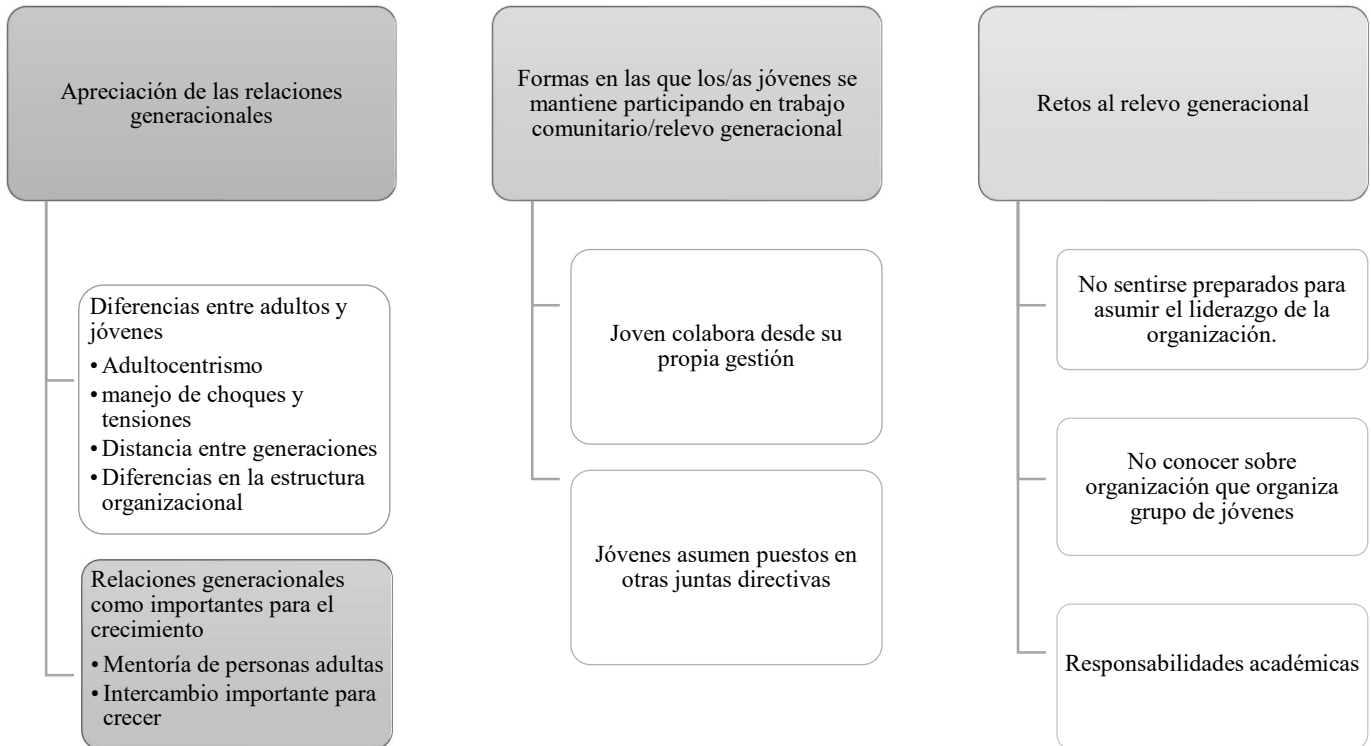 Apreciación de las relaciones
generacionales
Diferencias entre adultos y
jóvenes
• Adultocentrismo
• manejo de choques y
tensiones
• Distancia entre generaciones
• Diferencias en la estructura
organizacional
Relaciones generacionales
como importantes para el
crecimiento
• Mentoría de personas adultas
• Intercambio importante para
crecer
Formas en las que los/as jóvenes se
mantiene participando en trabajo
comunitario/relevo generacional
Joven colabora desde su
propia gestión
Jóvenes asumen puestos en
otras juntas directivas
Retos al relevo generacional
No sentirse preparados para
asumir el liderazgo de la
organización.
No conocer sobre
organización que organiza
grupo de jóvenes
Responsabilidades académicas